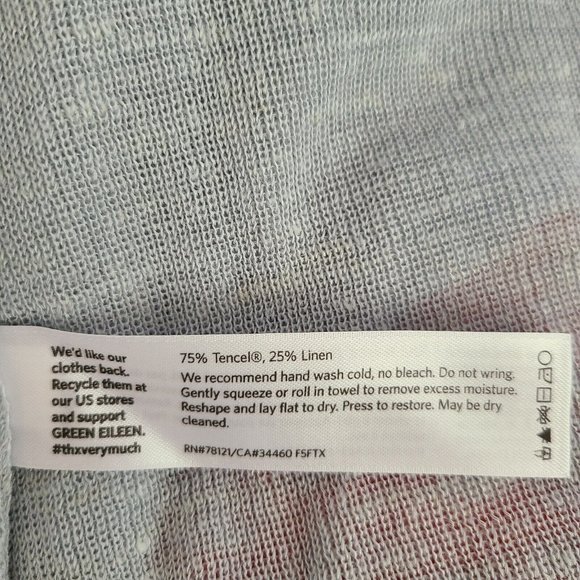 We'd like our
clothes back.
Recycle them at
our US stores
and support
GREEN EILEEN.
#thxverymuch
75% Tencel®, 25% Linen
We recommend hand wash cold, no bleach. Do not wring.
Gently squeeze or roll in towel to remove excess moisture.
Reshape and lay flat to dry. Press to restore. May be dry
cleaned.
RN#78121/CA#34460 F5FTX